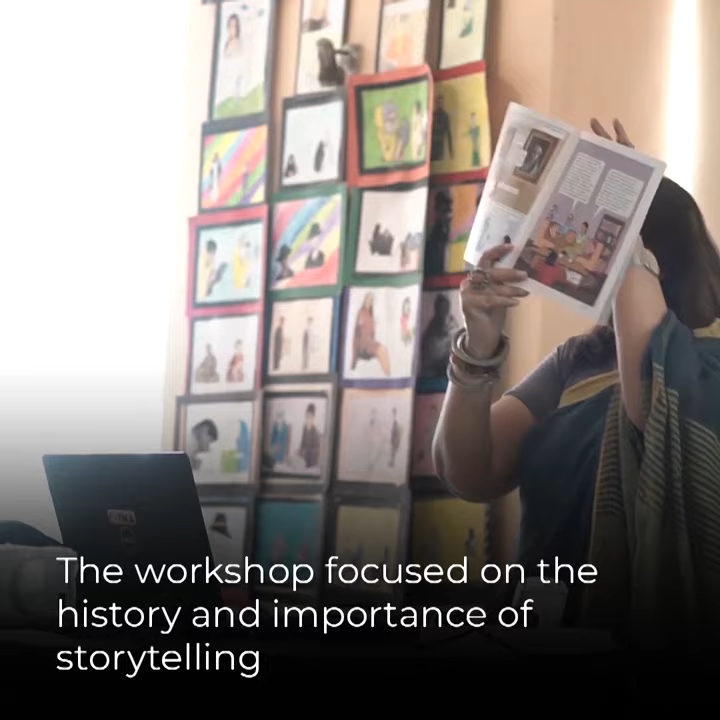 The workshop focused on the
history and importance of
storytelling